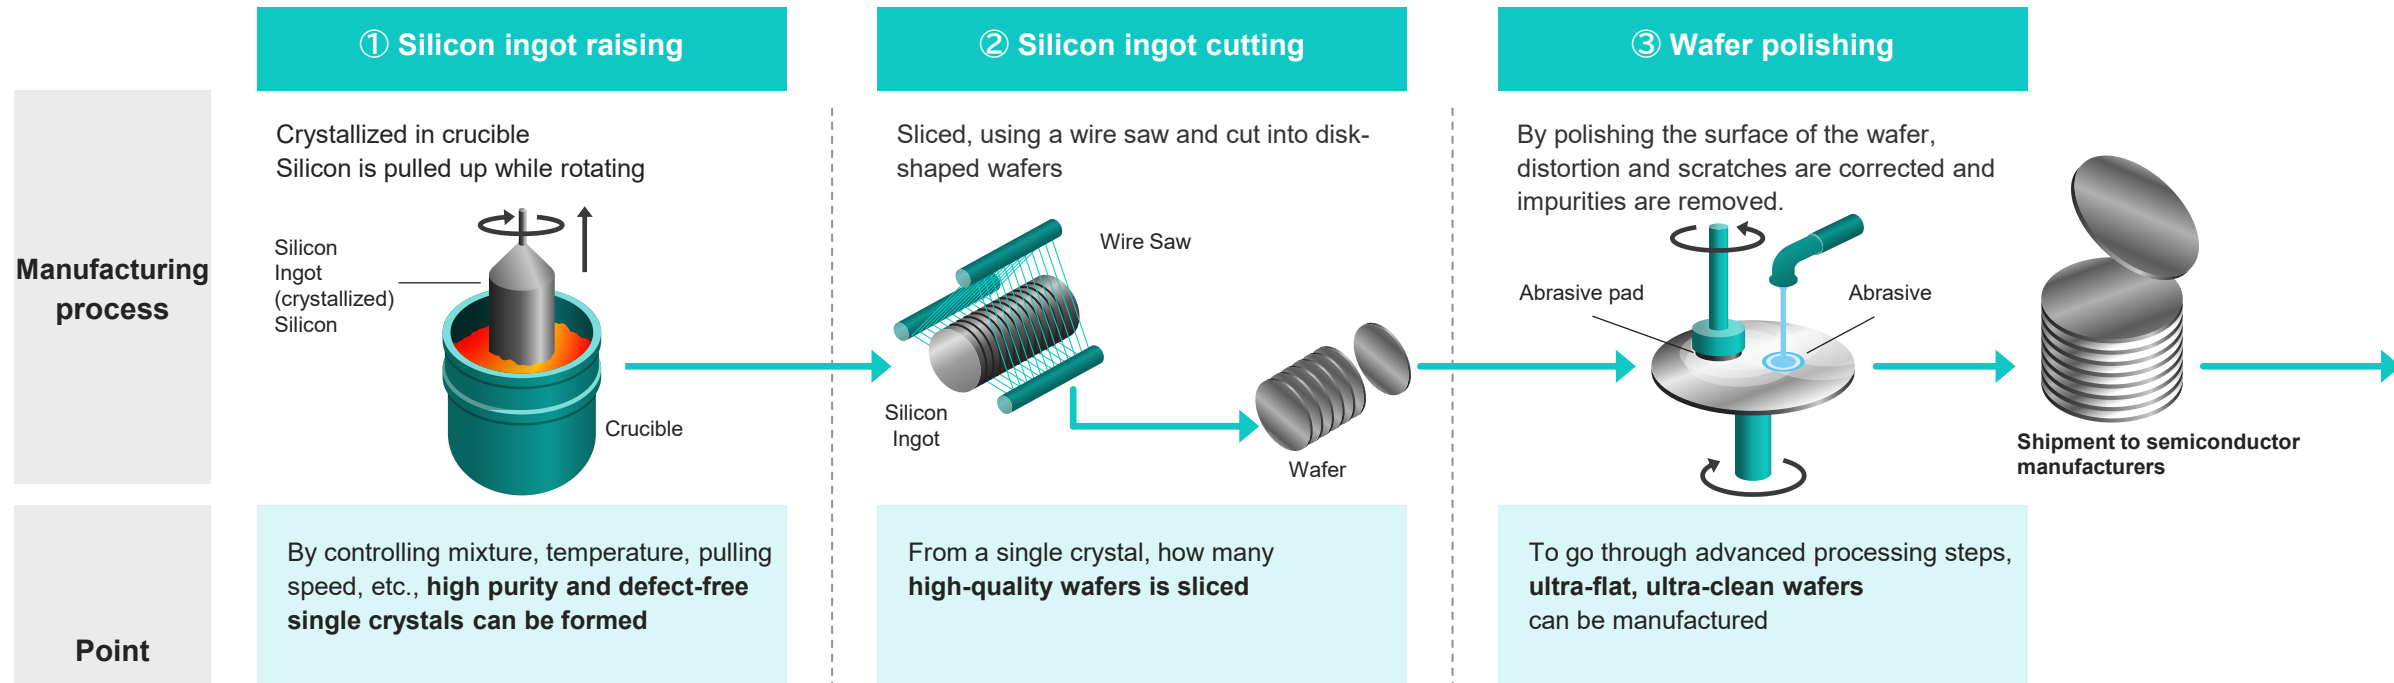 ① Silicon ingot raising
② Silicon ingot cutting
③ Wafer polishing
Manufacturing
process
Crystallized in crucible
Silicon is pulled up while rotating
Silicon
Ingot
(crystallized)
Silicon
Crucible
Sliced, using a wire saw and cut into disk-
shaped wafers
Wire Saw
Silicon
Ingot
Wafer
By polishing the surface of the wafer,
distortion and scratches are corrected and
impurities are removed.
Abrasive pad
Abrasive
Shipment to semiconductor
manufacturers
Point
By controlling mixture, temperature, pulling
speed, etc., high purity and defect-free
single crystals can be formed
From a single crystal, how many
high-quality wafers is sliced
To go through advanced processing steps,
ultra-flat, ultra-clean wafers
can be manufactured